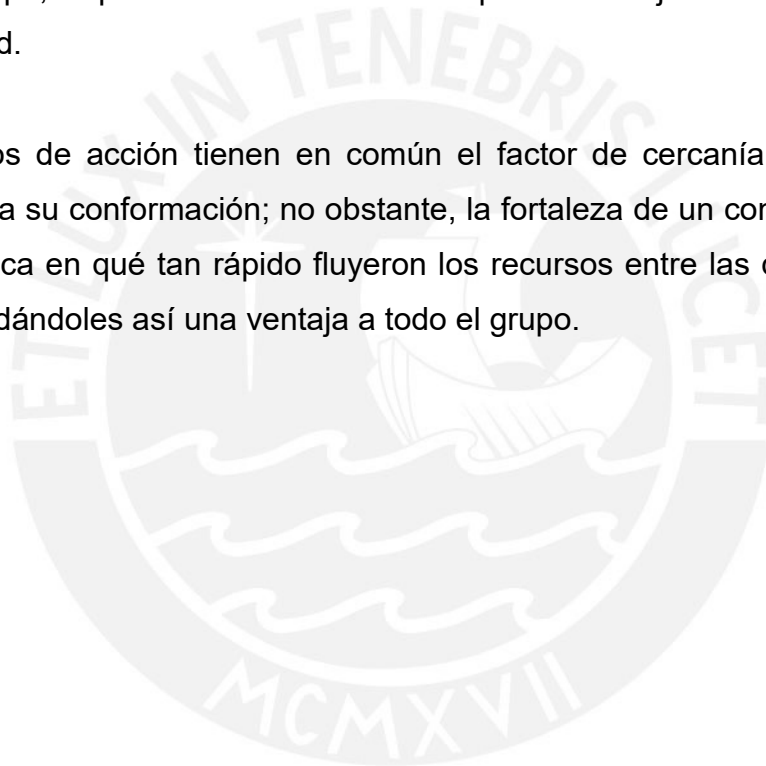 d.
os de acción tienen en común el factor de cercanía
a su conformación; no obstante, la fortaleza de un con
ca en qué tan rápido fluyeron los recursos entre las
dándoles así una ventaja a todo el grupo.
ET LUX IN TENEBRIS LUCET
MCMXVII